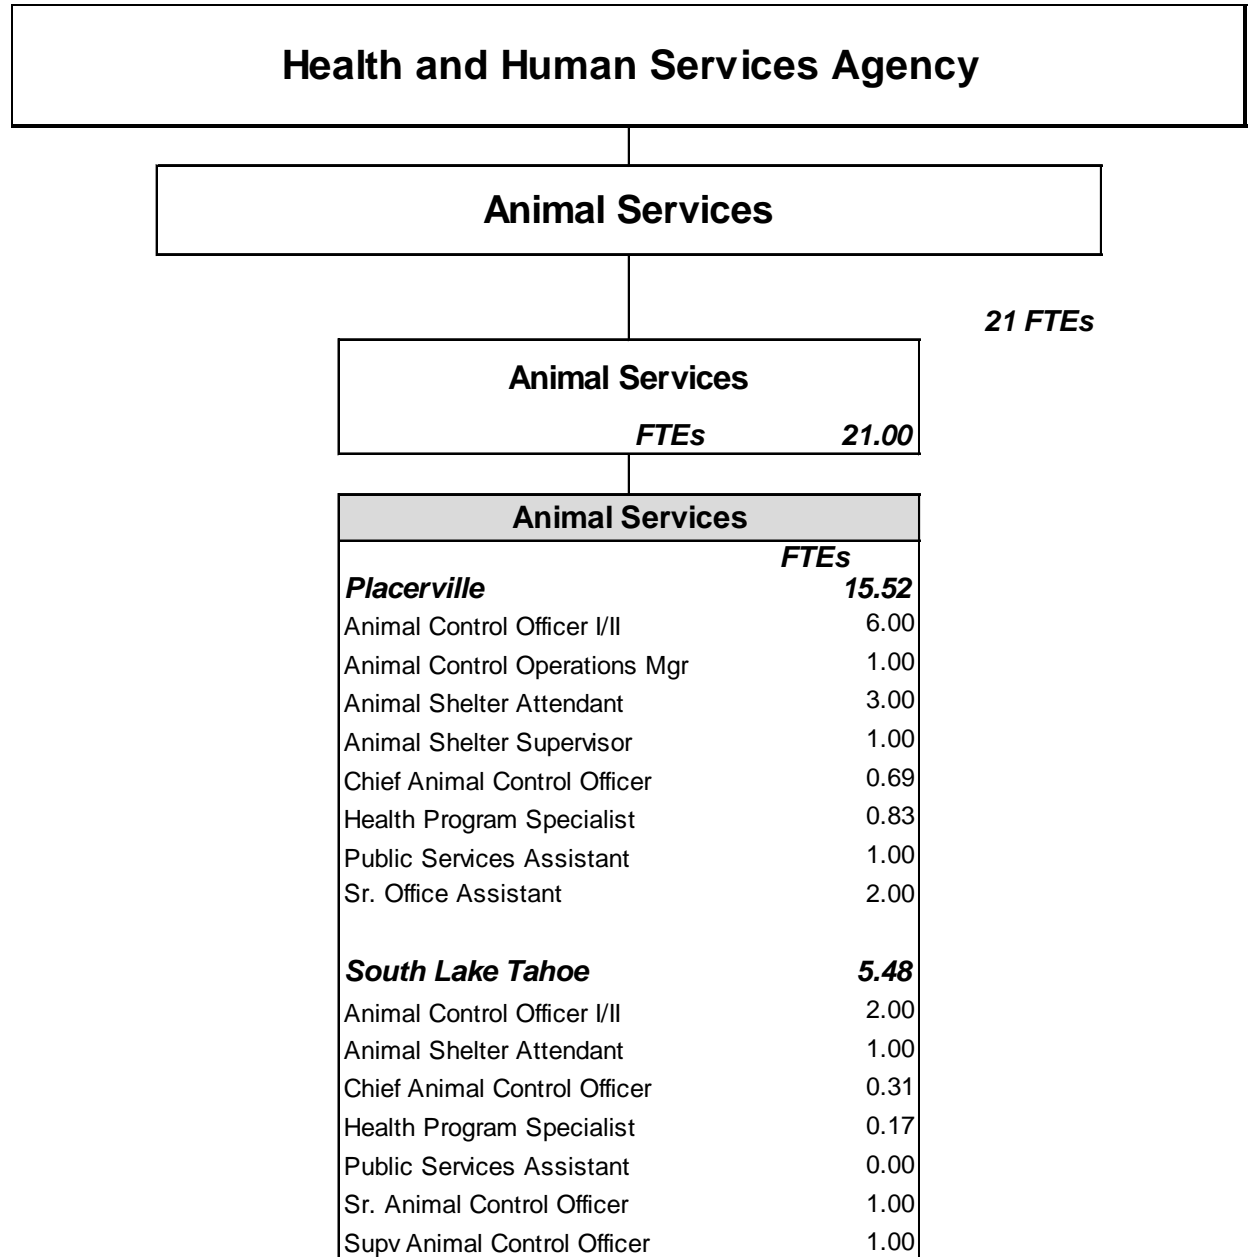 Health and Human Services Agency
Animal Services
21 FTEs
Animal Services
FTEs 21.00
Animal Services
FTEs
Placerville 15.52
Animal Control Officer I/II 6.00
Animal Control Operations Mgr 1.00
Animal Shelter Attendant 3.00
Animal Shelter Supervisor 1.00
Chief Animal Control Officer 0.69
Health Program Specialist 0.83
Public Services Assistant 1.00
Sr. Office Assistant 2.00
South Lake Tahoe 5.48
Animal Control Officer I/II 2.00
Animal Shelter Attendant 1.00
Chief Animal Control Officer 0.31
Health Program Specialist 0.17
Public Services Assistant 0.00
Sr. Animal Control Officer 1.00
Supv Animal Control Officer 1.00